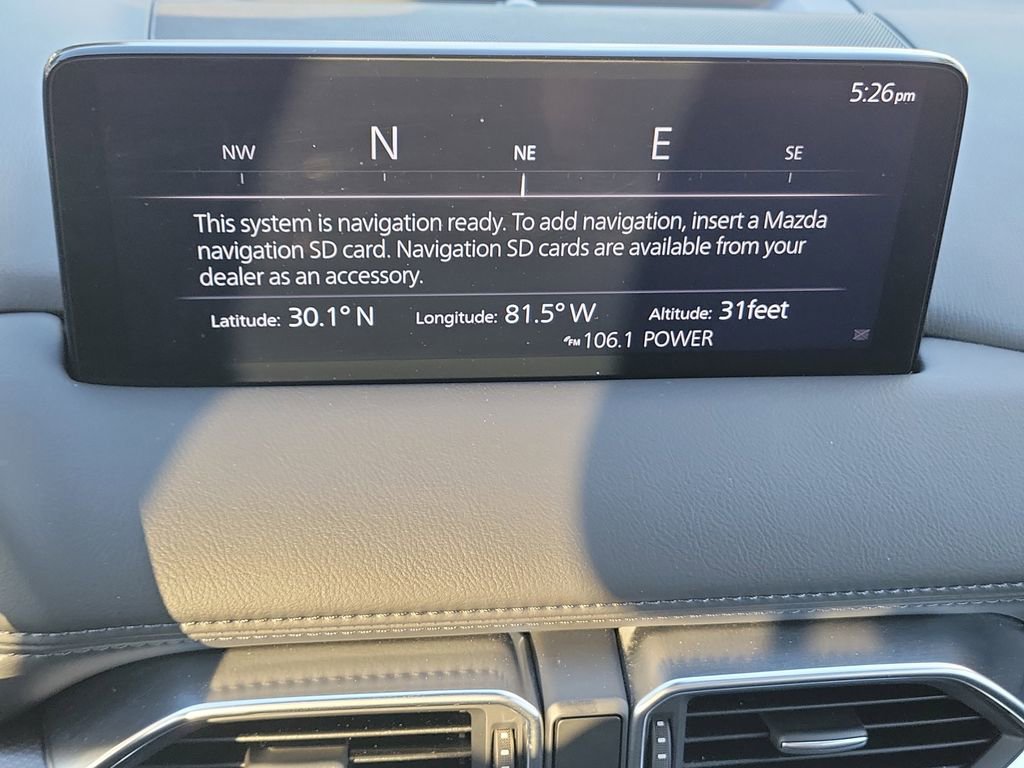 5:26pm
NW N NE E SE
This system is navigation ready. To add navigation, insert a Mazda
navigation SD card. Navigation SD cards are available from your
dealer as an accessory.
Latitude: 30.1° N Longitude: 81.5° W Altitude: 31feet
FM 106.1 POWER